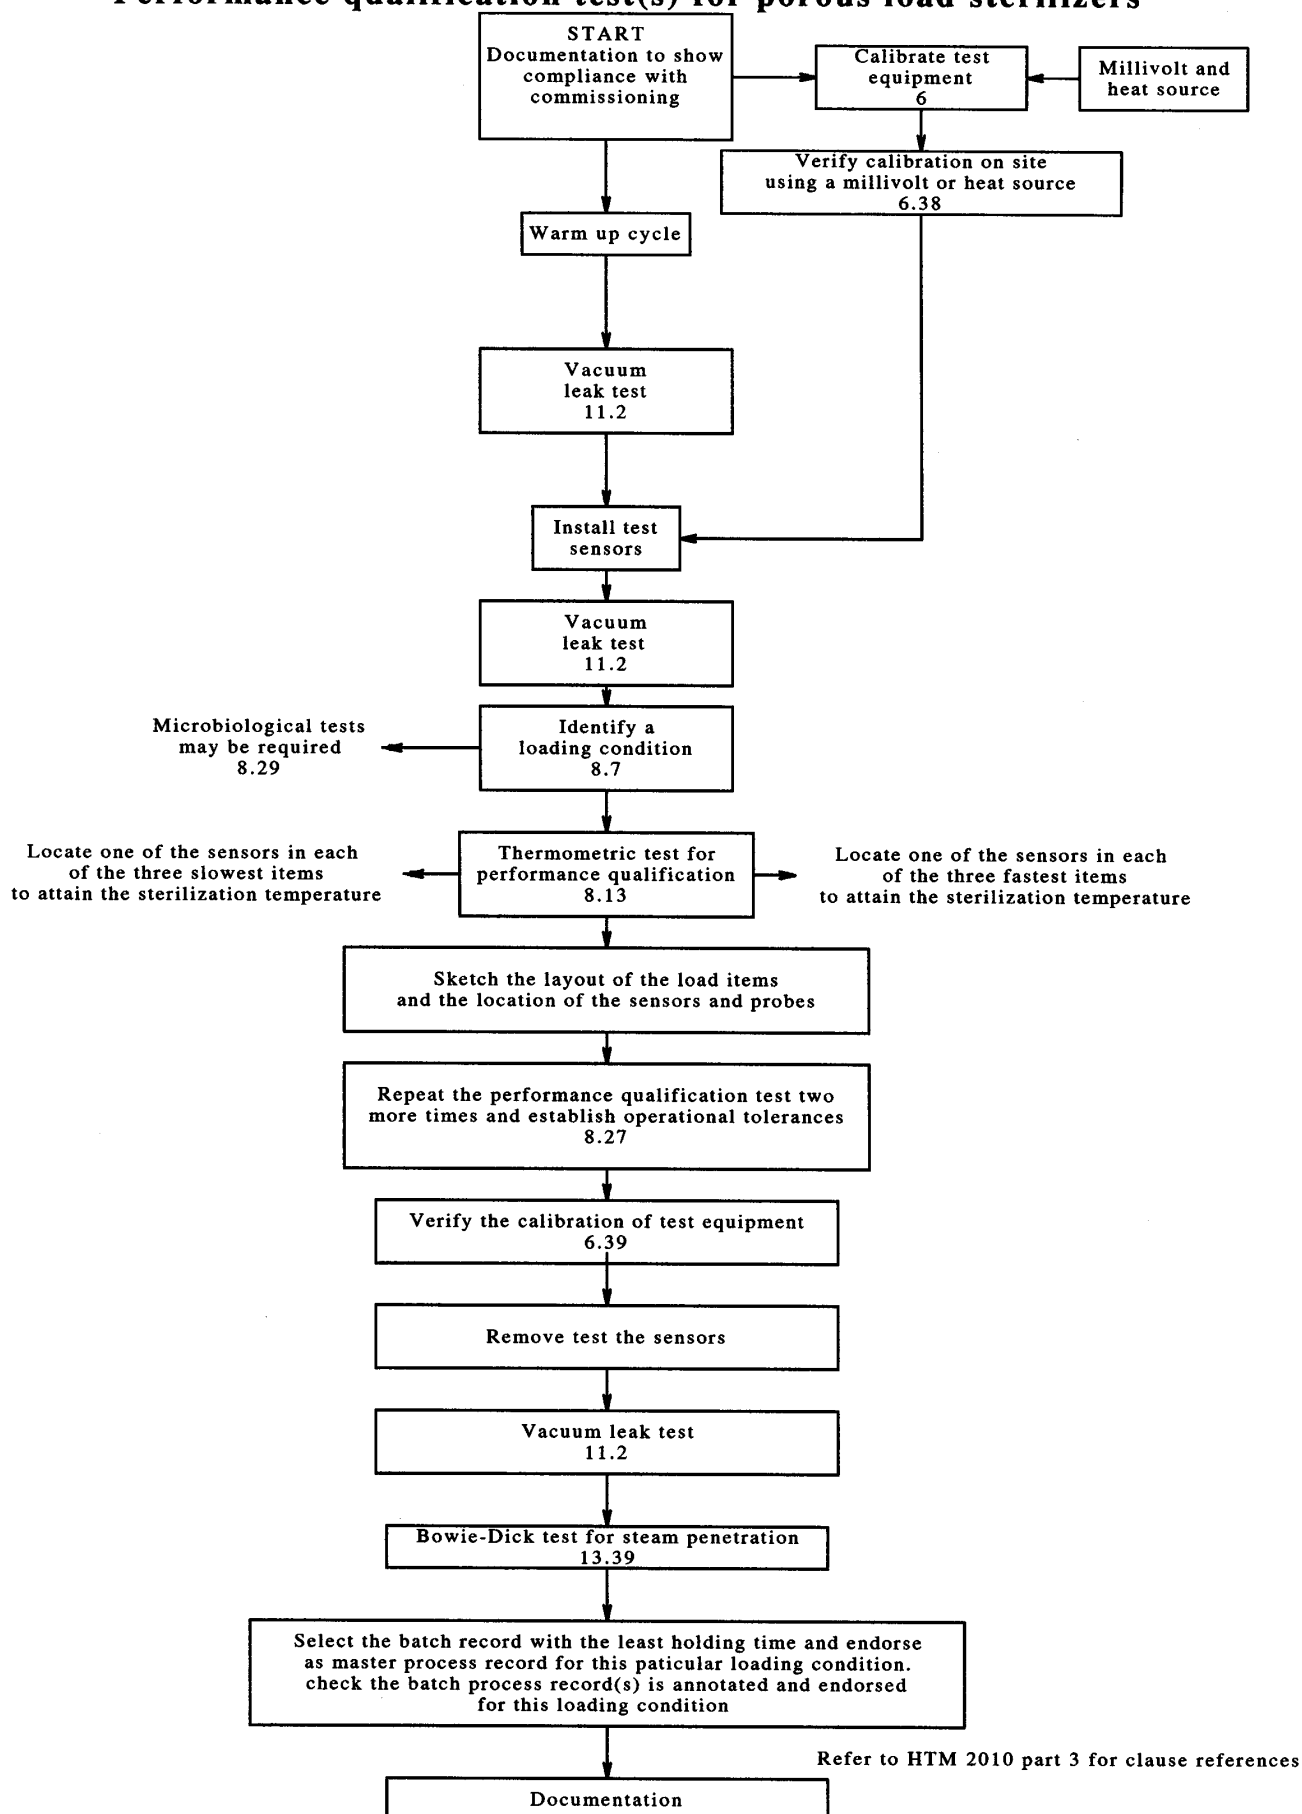 Performance qualification test(s) for porous load sterilizers
START
Documentation to show
compliance with
commissioning
Calibrate test
equipment
6
Millivolt and
heat source
Verify calibration on site
using a millivolt or heat source
6.38
Warm up cycle
Vacuum
leak test
11.2
Install test
sensors
Vacuum
leak test
11.2
Microbiological tests
may be required
8.29
Identify a
loading condition
8.7
Locate one of the sensors in each
of the three slowest items
to attain the sterilization temperature
Thermometric test for
performance qualification
8.13
Locate one of the sensors in each
of the three fastest items
to attain the sterilization temperature
Sketch the layout of the load items
and the location of the sensors and probes
Repeat the performance qualification test two
more times and establish operational tolerances
8.27
Verify the calibration of test equipment
6.39
Remove test the sensors
Vacuum leak test
11.2
Bowie-Dick test for steam penetration
13.39
Select the batch record with the least holding time and endorse
as master process record for this paticular loading condition.
check the batch process record(s) is annotated and endorsed
for this loading condition
Refer to HTM 2010 part 3 for clause references
Documentation